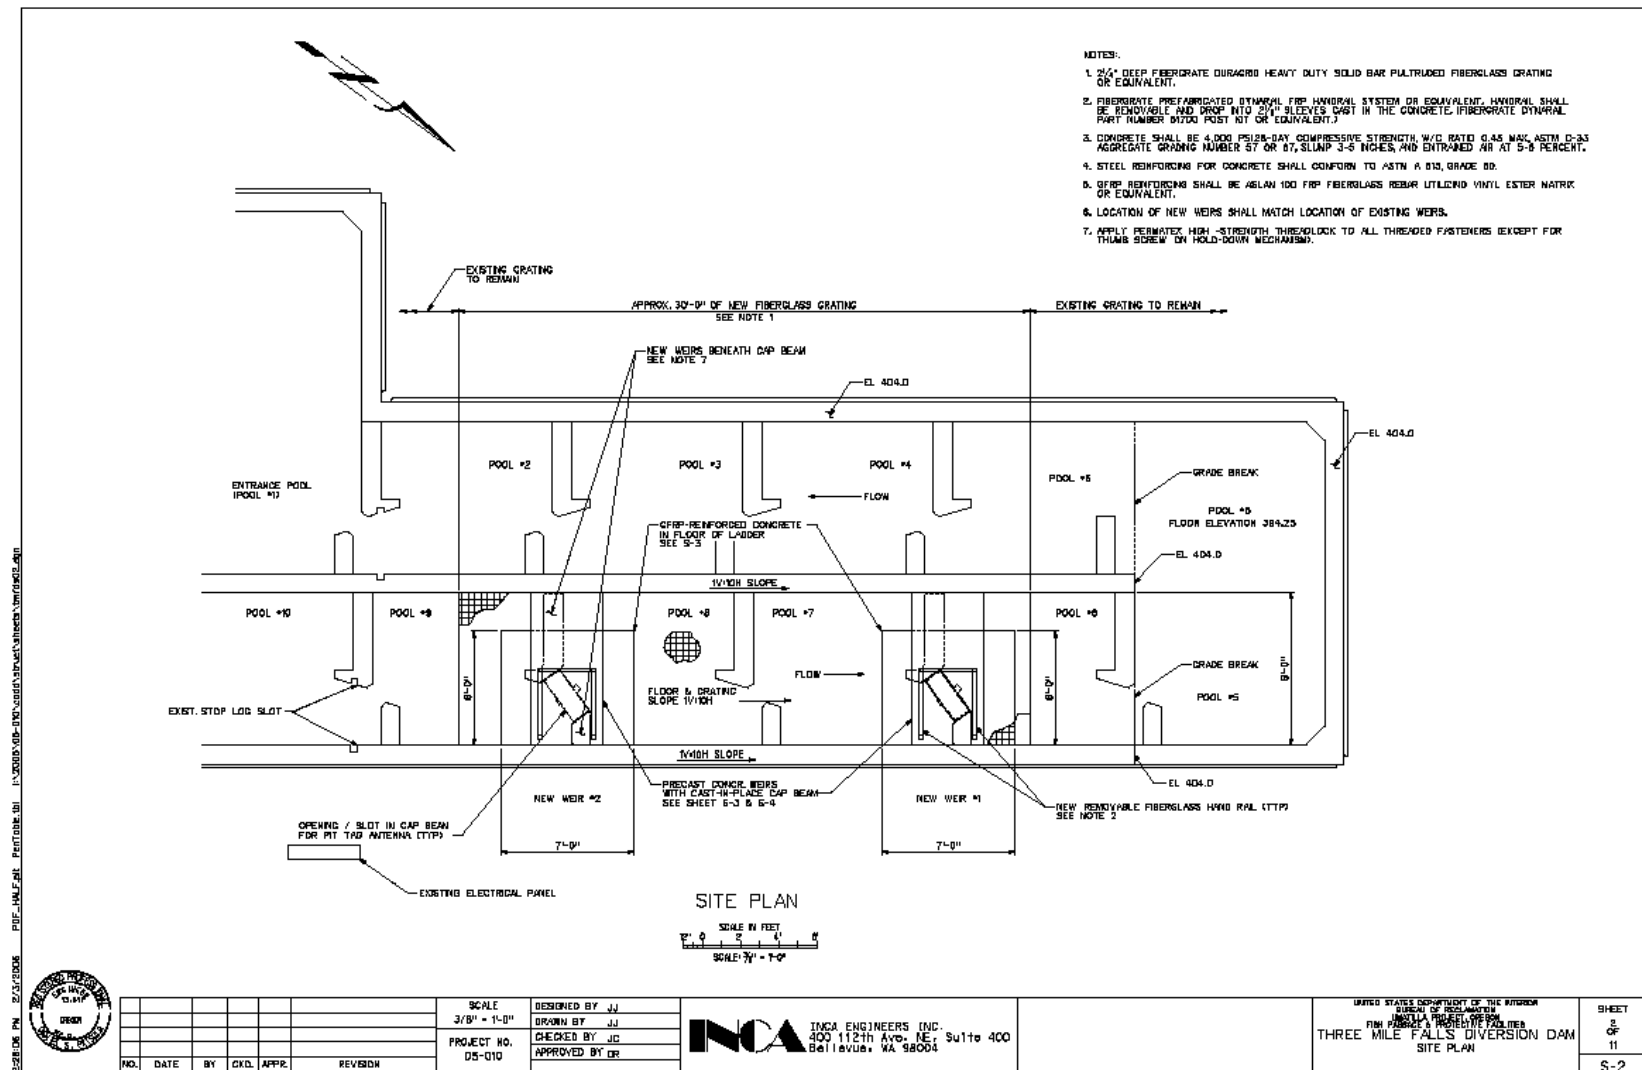 NOTES:
1. 2¼" DEEP FIBERGRATE DURAGRID HEAVY DUTY SOLID BAR PULTRUDED FIBERGLASS GRATING
OR EQUIVALENT.
2. FIBERGRATE PREFABRICATED DYNARAIL FRP HANDRAIL SYSTEM OR EQUIVALENT. HANDRAIL SHALL
BE REMOVABLE AND DROP INTO SLEEVES CAST IN THE CONCRETE. (FIBERGRATE DYNARAIL
PART NUMBER POST KIT OR EQUIVALENT.)
3. CONCRETE SHALL BE 4,000 PSI 28-DAY COMPRESSIVE STRENGTH, W/C RATIO 0.45 MAX, ASTM C-33
AGGREGATE GRADING NUMBER 57 OR 67, SLUMP 3-5 INCHES, AND ENTRAINED AIR AT PERCENT.
4. STEEL REINFORCING FOR CONCRETE SHALL CONFORM TO ASTM A 615, GRADE 60.
5. GFRP REINFORCING SHALL BE ASLAN 100 FRP FIBERGLASS REBAR UTILIZING VINYL ESTER MATRIX
OR EQUIVALENT.
6. LOCATION OF NEW WEIRS SHALL MATCH LOCATION OF EXISTING WEIRS.
7. APPLY PERMATEX HIGH-STRENGTH THREADLOCK TO ALL THREADED FASTENERS (EXCEPT FOR
THUMB SCREW ON HOLD-DOWN MECHANISM).
EXISTING GRATING
TO REMAIN
APPROX. 30'-0" OF NEW FIBERGLASS GRATING
SEE NOTE 1
EXISTING GRATING TO REMAIN
NEW WEIRS BENEATH CAP BEAM
SEE NOTE 7
EL 404.0
EL 404.0
ENTRANCE POOL
(POOL #1)
POOL #2
POOL #3
POOL #4
POOL #5
GRADE BREAK
FLOW
POOL #6
FLOOR ELEVATION 394.25
GFRP-REINFORCED CONCRETE
IN FLOOR OF LADDER
SEE S-3
EL 404.0
1V:10H SLOPE
POOL #10
POOL #9
POOL #8
POOL #7
POOL #6
8'-0"
FLOW
GRADE BREAK
POOL #5
FLOOR & GRATING
SLOPE 1V:10H
EXIST. STOP LOG SLOT
1V:10H SLOPE
EL 404.0
PRECAST CONCR. WEIRS
WITH CAST-IN-PLACE CAP BEAM
SEE SHEET S-3 & S-4
NEW WEIR #2
NEW WEIR #1
NEW REMOVABLE FIBERGLASS HAND RAIL (TYP)
SEE NOTE 2
OPENING / SLOT IN CAP BEAM
FOR PIT TAG ANTENNA (TYP)
7'-0"
7'-0"
EXISTING ELECTRICAL PANEL
SITE PLAN
SCALE IN FEET
12" 0 2' 4' 6'
SCALE: 3/8" = 1'-0"
NO. DATE BY CKD. APPR. REVISION
SCALE
3/8" = 1'-0"
PROJECT NO.
05-010
DESIGNED BY JJ
DRAWN BY JJ
CHECKED BY JC
APPROVED BY DR
INCA
INCA ENGINEERS INC.
400 112th Ave. NE, Suite 400
Bellevue, WA 98004
UNITED STATES DEPARTMENT OF THE INTERIOR
BUREAU OF RECLAMATION
UMATILLA PROJECT, OREGON
FISH PASSAGE & PROTECTIVE FACILITIES
THREE MILE FALLS DIVERSION DAM
SITE PLAN
SHEET
2
OF
11
S-2